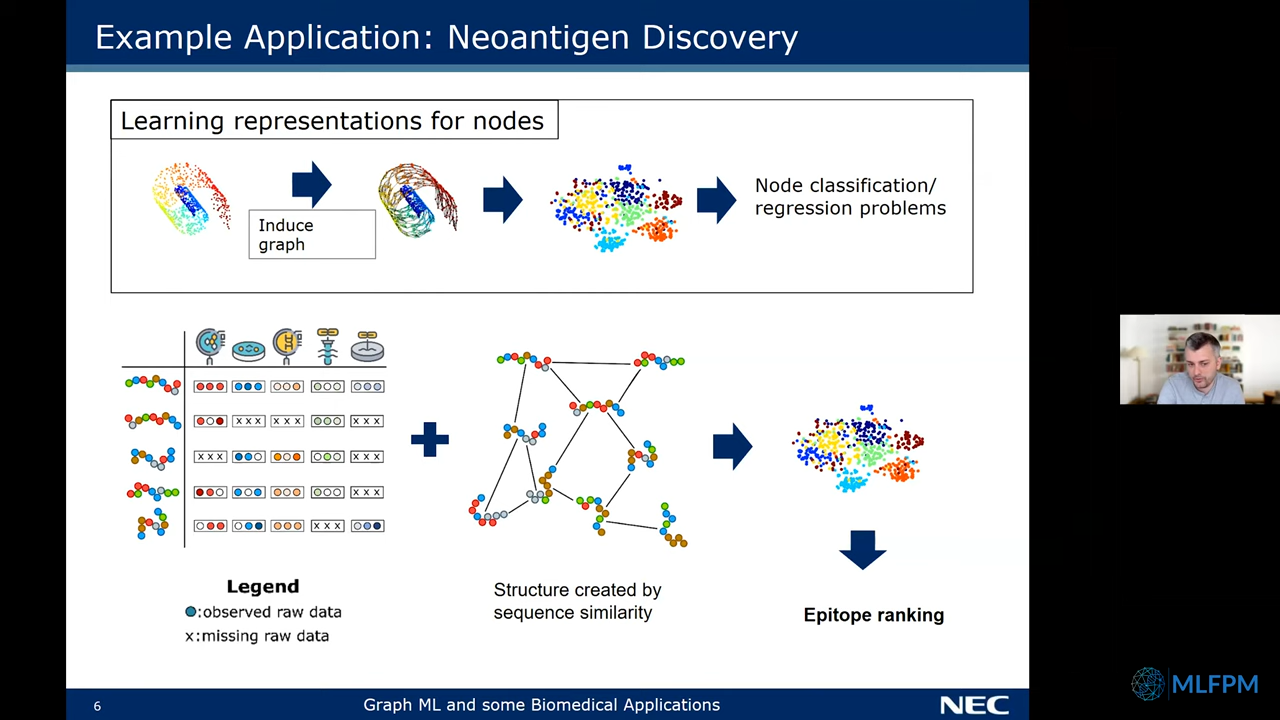 Example Application: Neoantigen Discovery
Learning representations for nodes
Induce
graph
Node classification/
regression problems
x x x
x x x
x x x
x x x
x x x
x x x
x x x
Legend
:observed raw data
x:missing raw data
Structure created by
sequence similarity
Epitope ranking
6
Graph ML and some Biomedical Applications
NEC
MLFPM